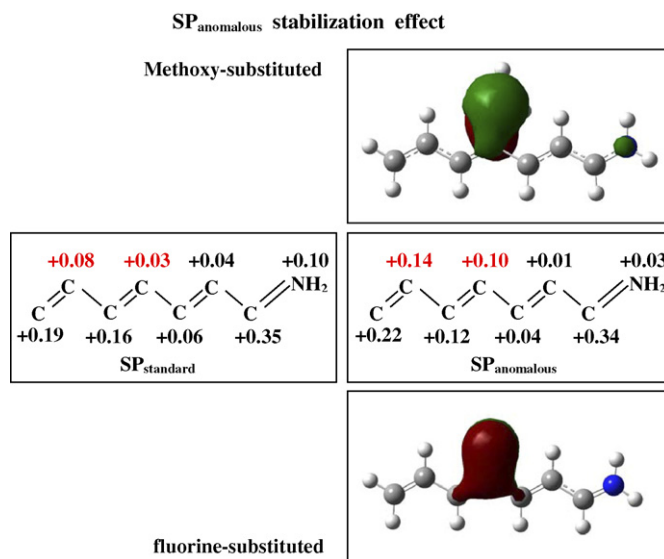 SPanomalous stabilization effect
Methoxy-substituted
+0.08 +0.03 +0.04 +0.10
C C C C C C C NH₂
+0.19 +0.16 +0.06 +0.35
SPstandard
+0.14 +0.10 +0.01 +0.03
C C C C C C C NH₂
+0.22 +0.12 +0.04 +0.34
SPanomalous
fluorine-substituted